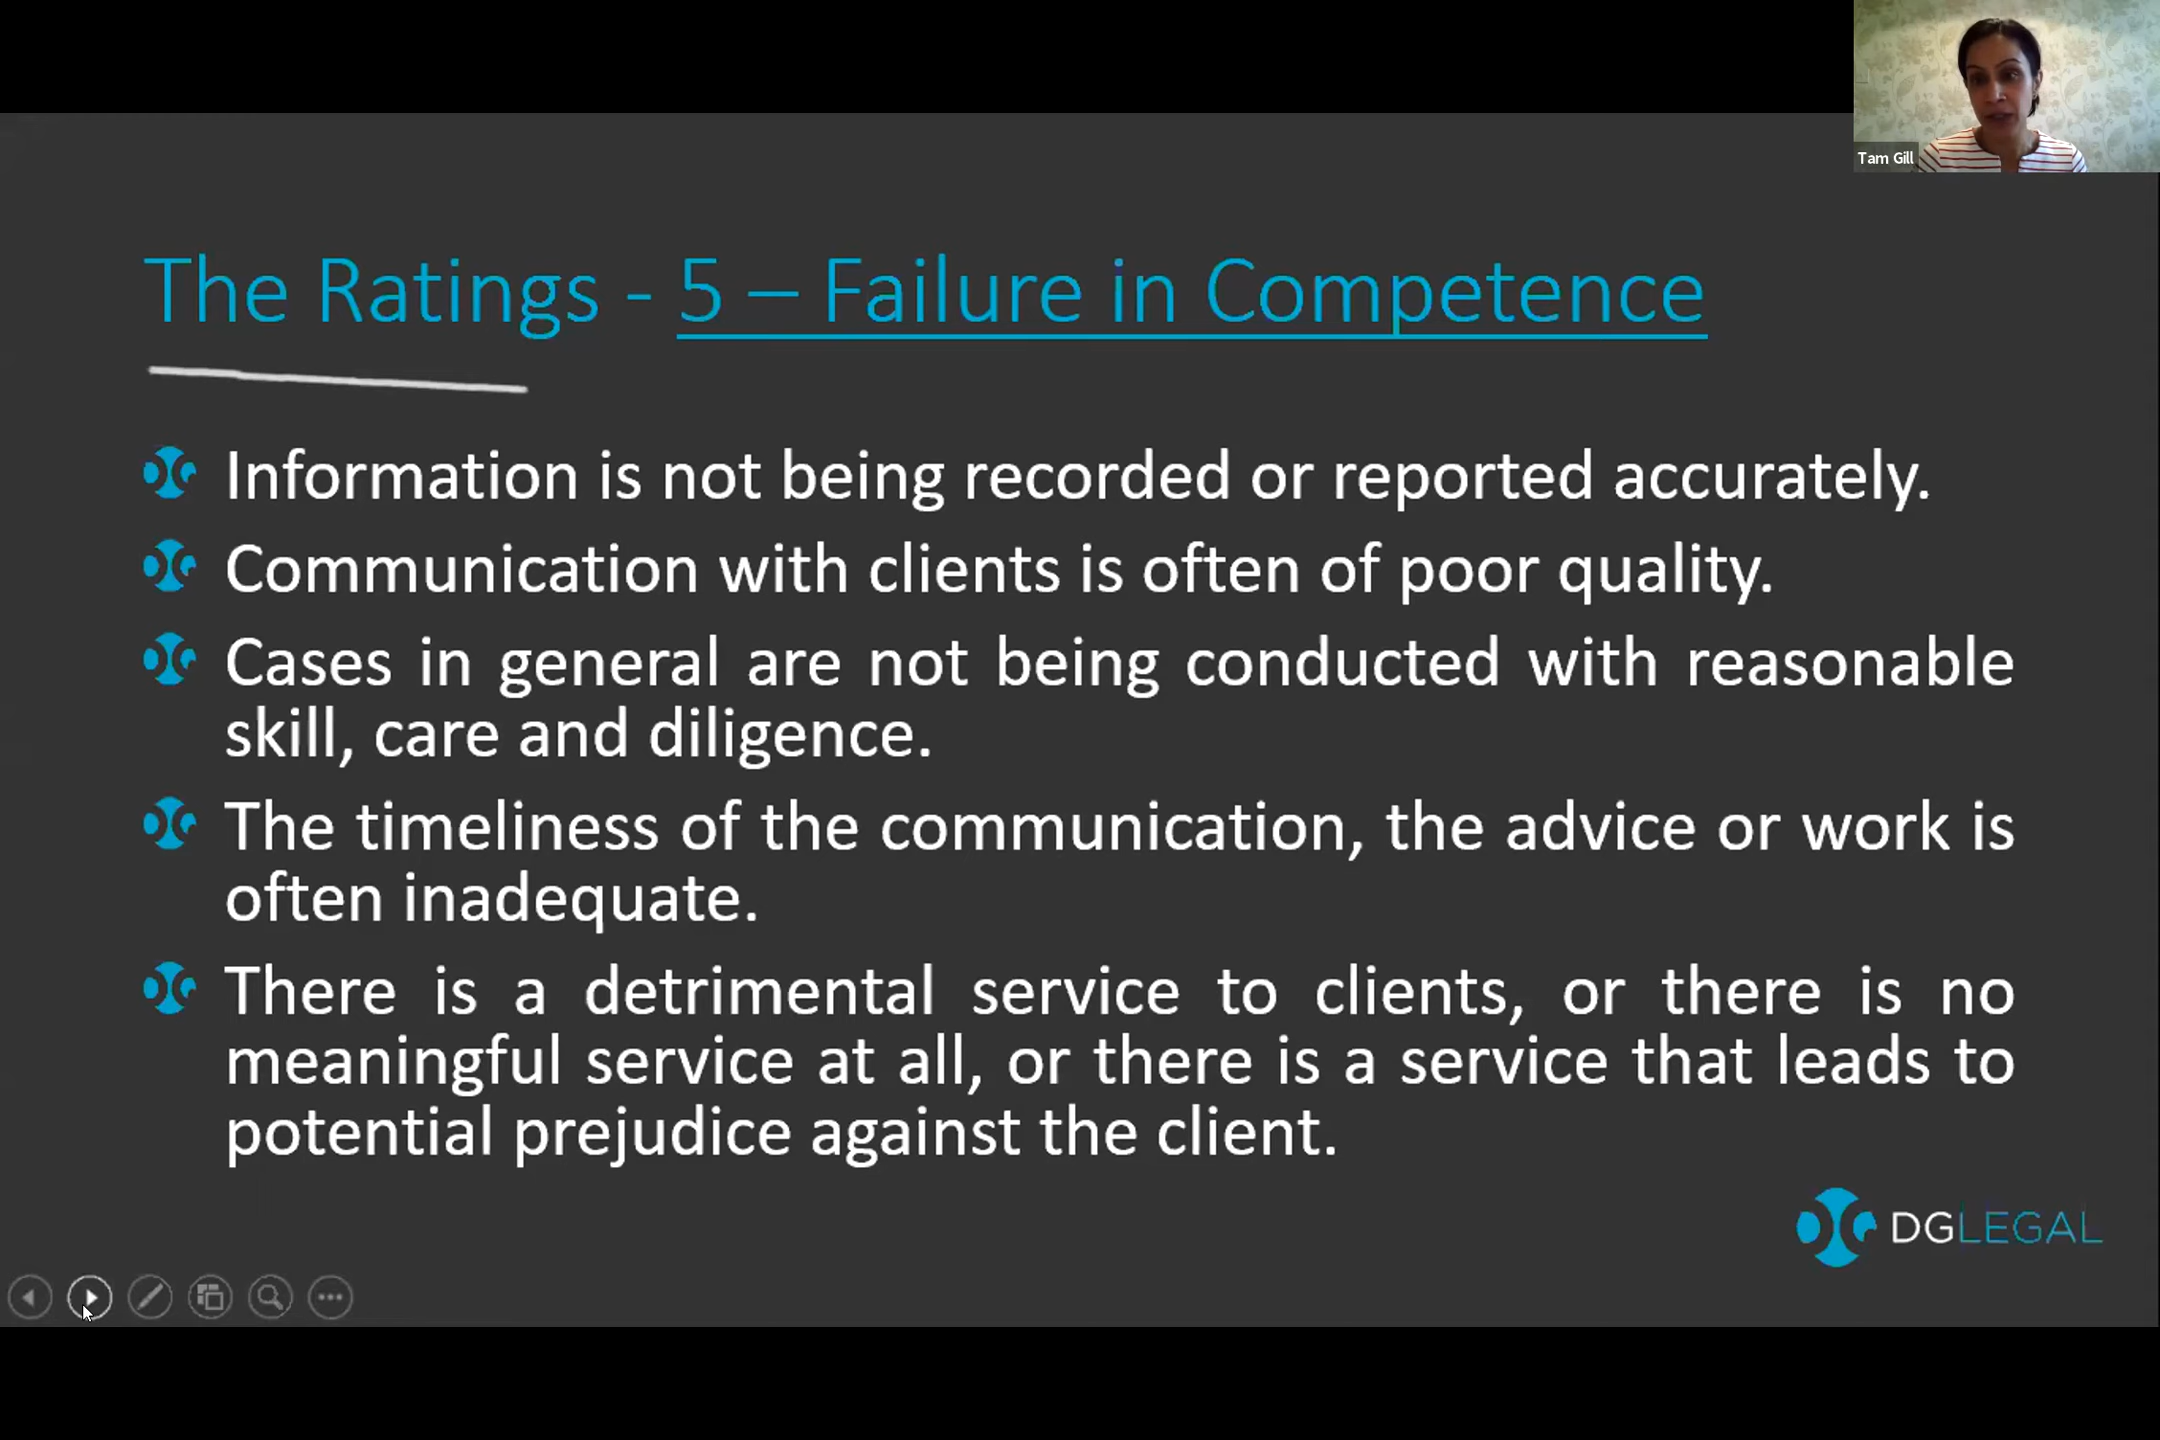 Tam Gill
The Ratings - 5 – Failure in Competence
Information is not being recorded or reported accurately.
Communication with clients is often of poor quality.
Cases in general are not being conducted with reasonable
skill, care and diligence.
The timeliness of the communication, the advice or work is
often inadequate.
There is a detrimental service to clients, or there is no
meaningful service at all, or there is a service that leads to
potential prejudice against the client.
DGLEGAL